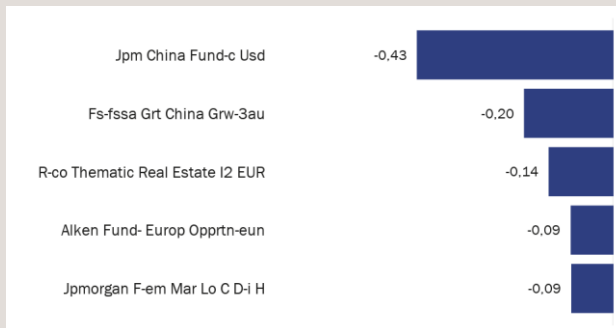 Jpm China Fund-c Usd -0,43
Fs-fssa Grt China Grw-3au -0,20
R-co Thematic Real Estate I2 EUR -0,14
Alken Fund- Europ Opprtn-eun -0,09
Jpmorgan F-em Mar Lo C D-i H -0,09